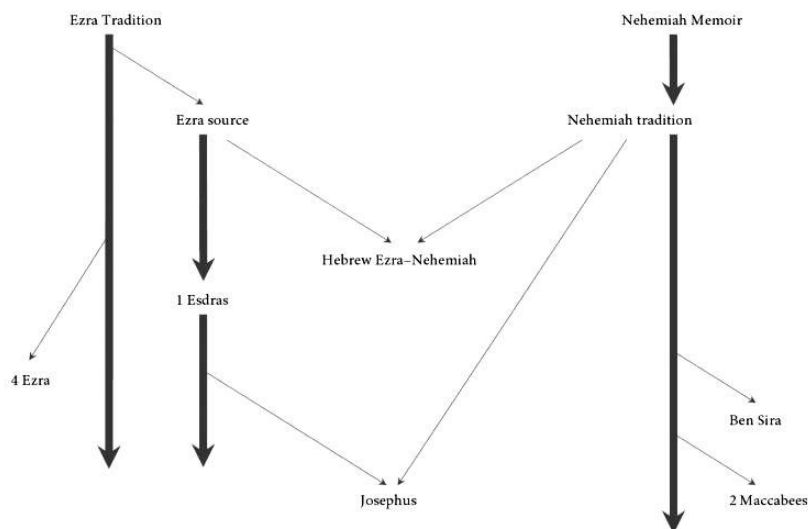 Ezra Tradition
Nehemiah Memoir
Ezra source
Nehemiah tradition
Hebrew Ezra–Nehemiah
1 Esdras
4 Ezra
Ben Sira
Josephus
2 Maccabees